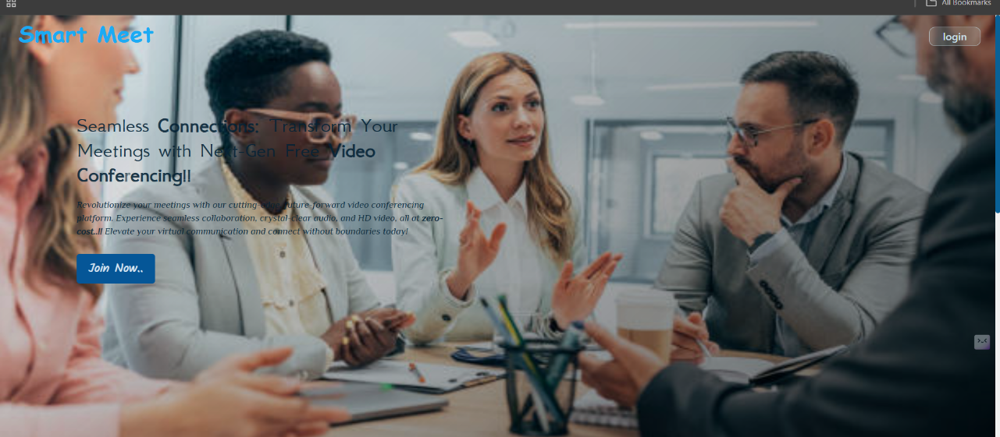 All Bookmarks
Smart Meet
login
Seamless Connections: Transform Your
Meetings with Next-Gen Free Video
Conferencing!!
Revolutionize your meetings with our cutting-edge, future-forward video conferencing
platform. Experience seamless collaboration, crystal-clear audio, and HD video, all at zero-
cost..!! Elevate your virtual communication and connect without boundaries today!
Join Now..